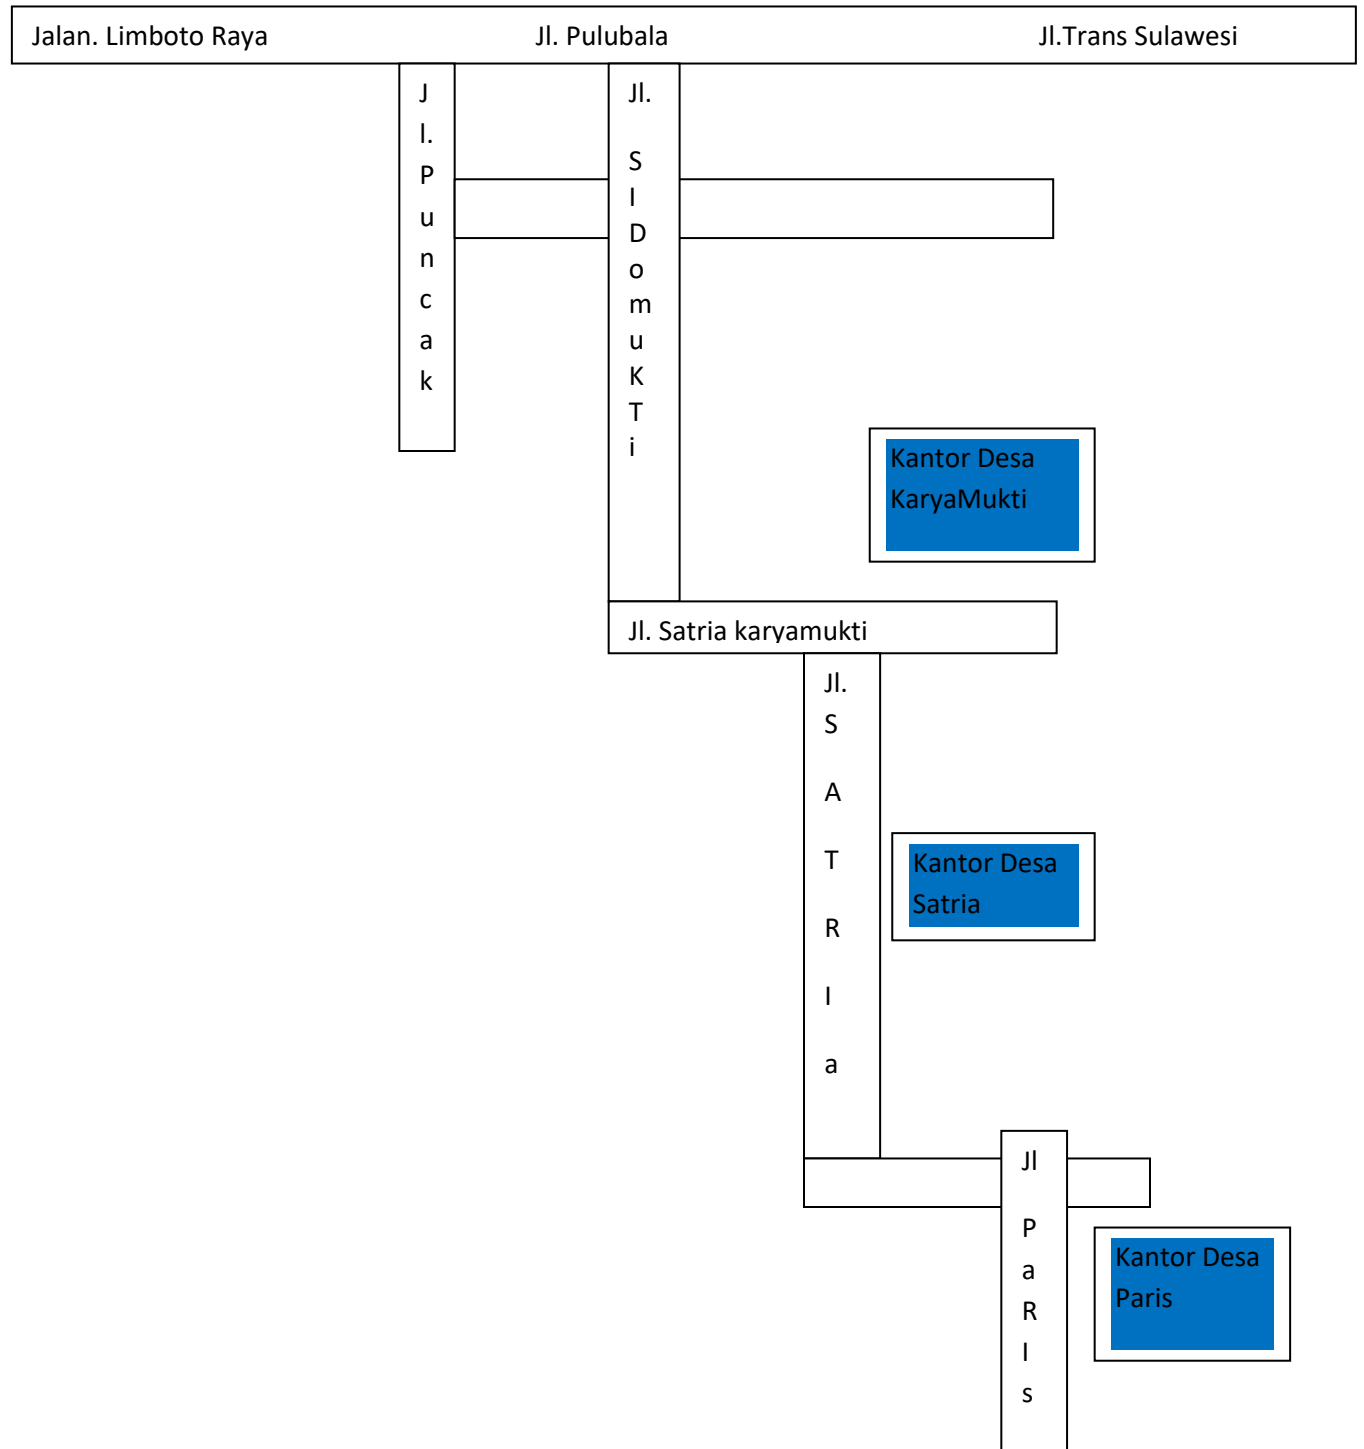 Jalan. Limboto Raya Jl. Pulubala Jl.Trans Sulawesi
J
l.
P
u
n
c
a
k
Jl.
S
I
D
o
m
u
K
T
i
Kantor Desa
KaryaMukti
Jl. Satria karyamukti
Jl.
S
A
T
R
I
a
Kantor Desa
Satria
Jl
P
a
R
I
s
Kantor Desa
Paris